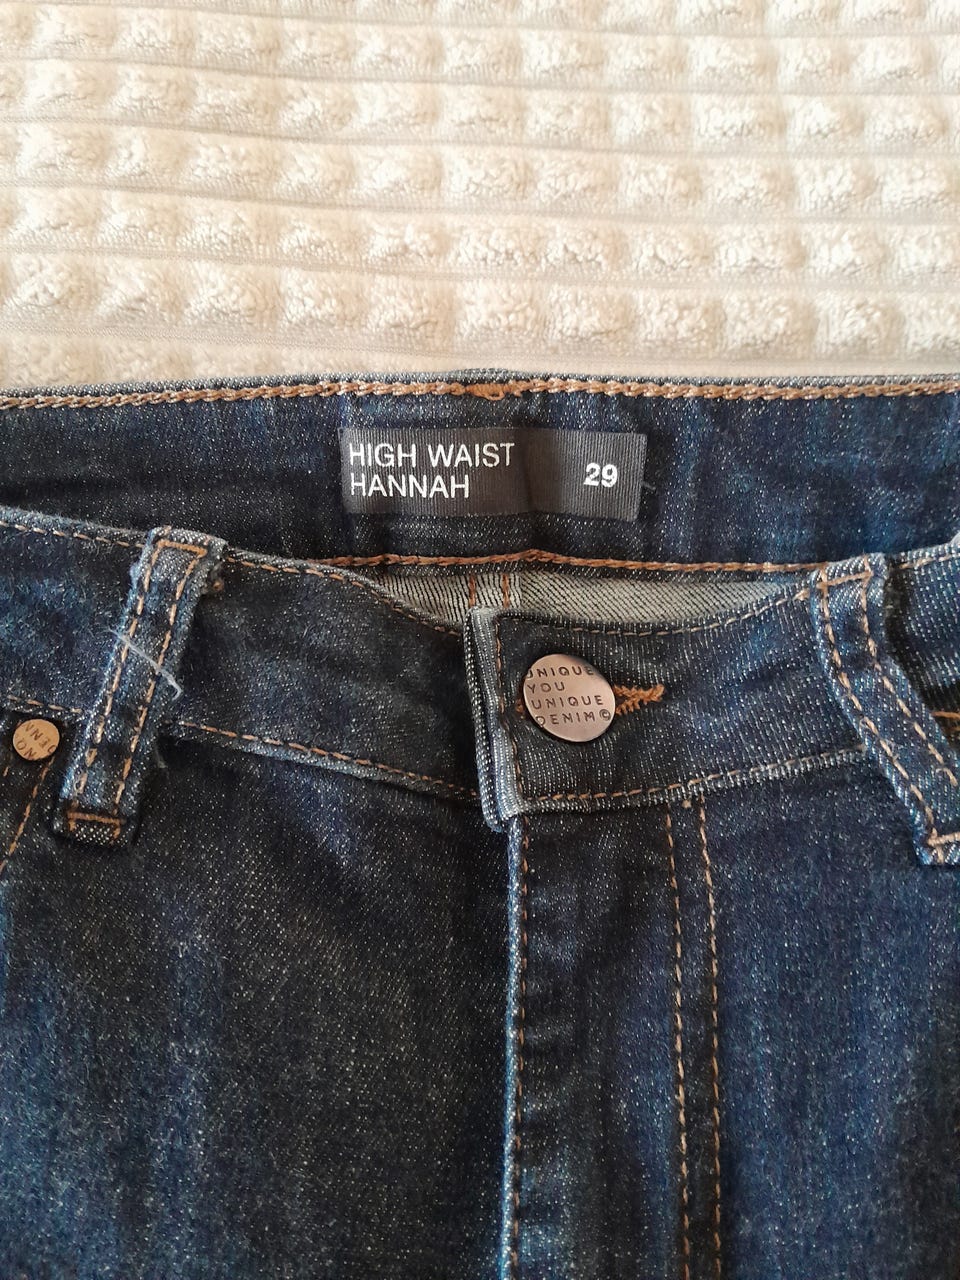 HIGH WAIST
HANNAH
29
UNIQUE
YOU
UNIQUE
DENIM©